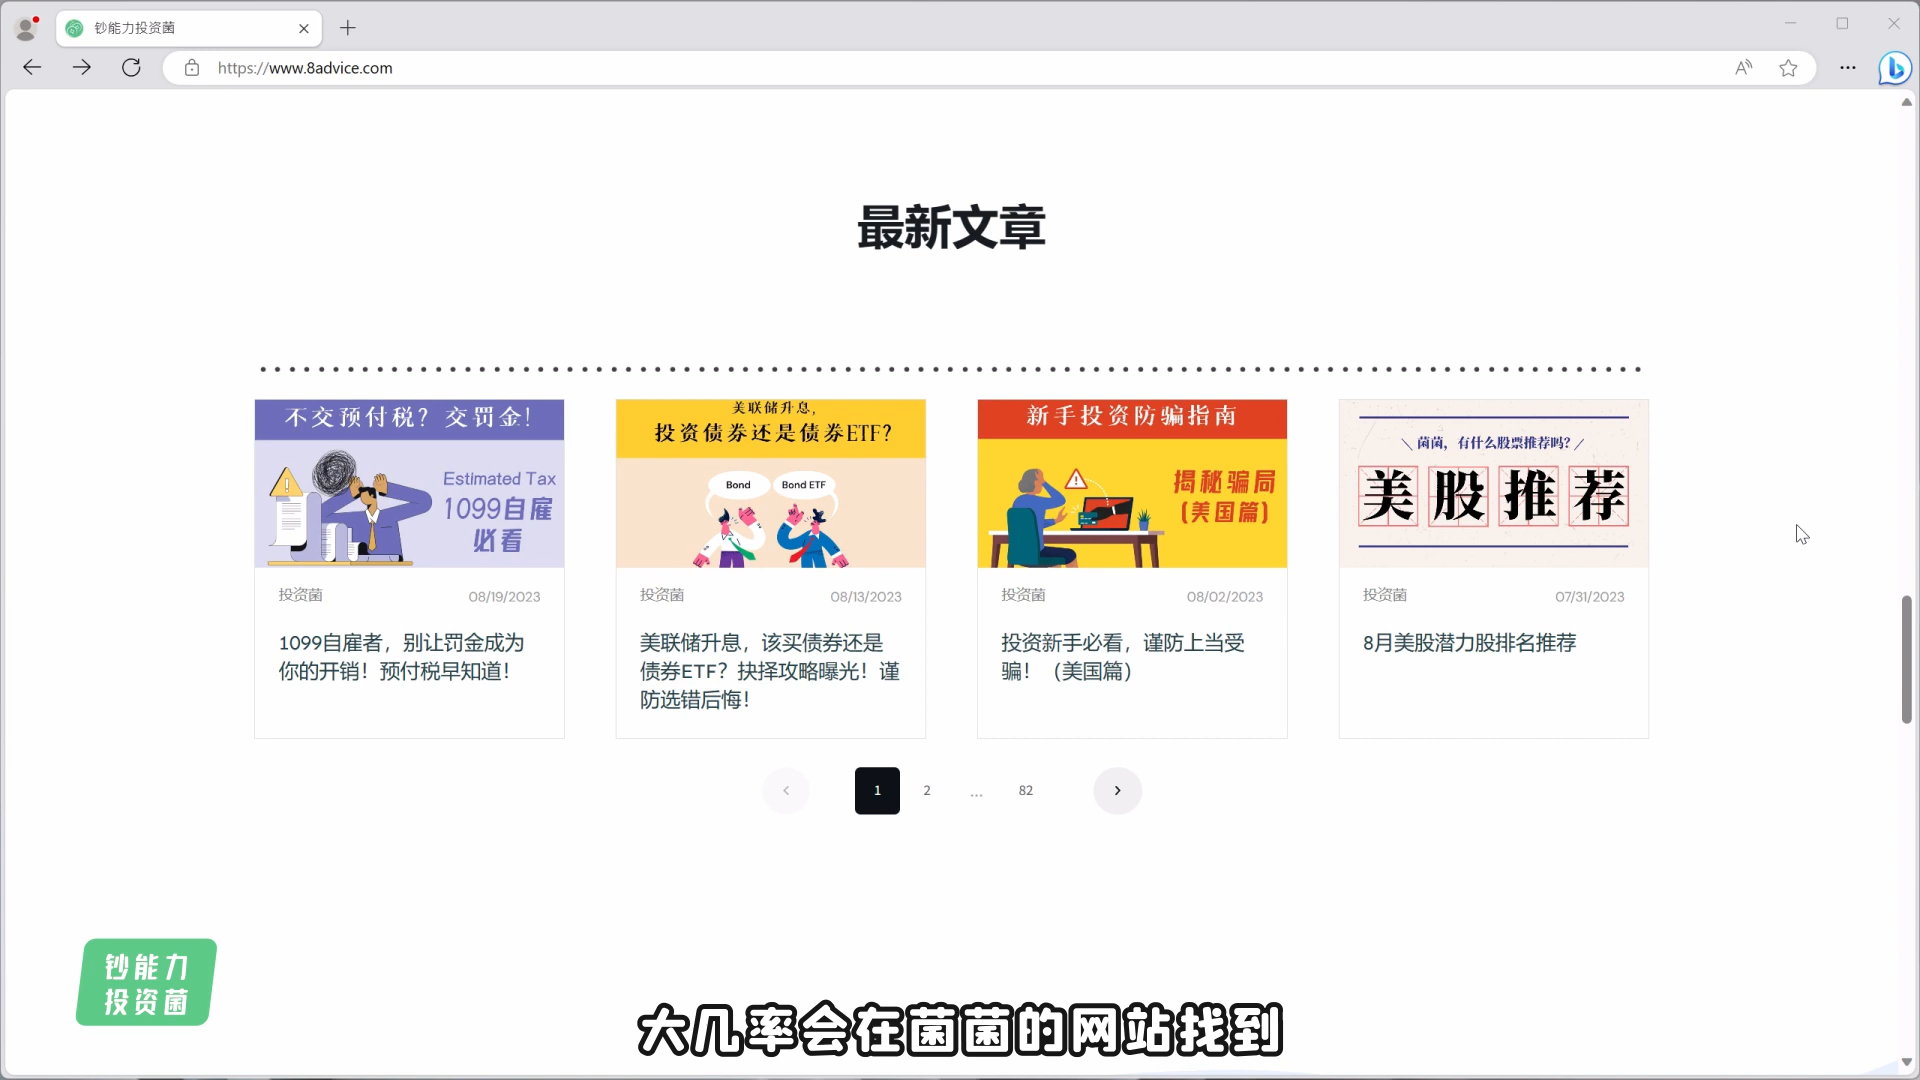 钞能力投资菌
https://www.8advice.com
最新文章
不交预付税？交罚金！
Estimated Tax
1099自雇
必看
投资菌 08/19/2023
1099自雇者，别让罚金成为
你的开销！预付税早知道！
美联储升息，
投资债券还是债券ETF？
Bond
Bond ETF
投资菌 08/13/2023
美联储升息，该买债券还是
债券ETF？抉择攻略曝光！谨
防选错后悔！
新手投资防骗指南
揭秘骗局
(美国篇)
投资菌 08/02/2023
投资新手必看，谨防上当受
骗！（美国篇）
菌菌，有什么股票推荐吗？
美股推荐
投资菌 07/31/2023
8月美股潜力股排名推荐
1 2 ... 82
钞能力
投资菌
大几率会在菌菌的网站找到